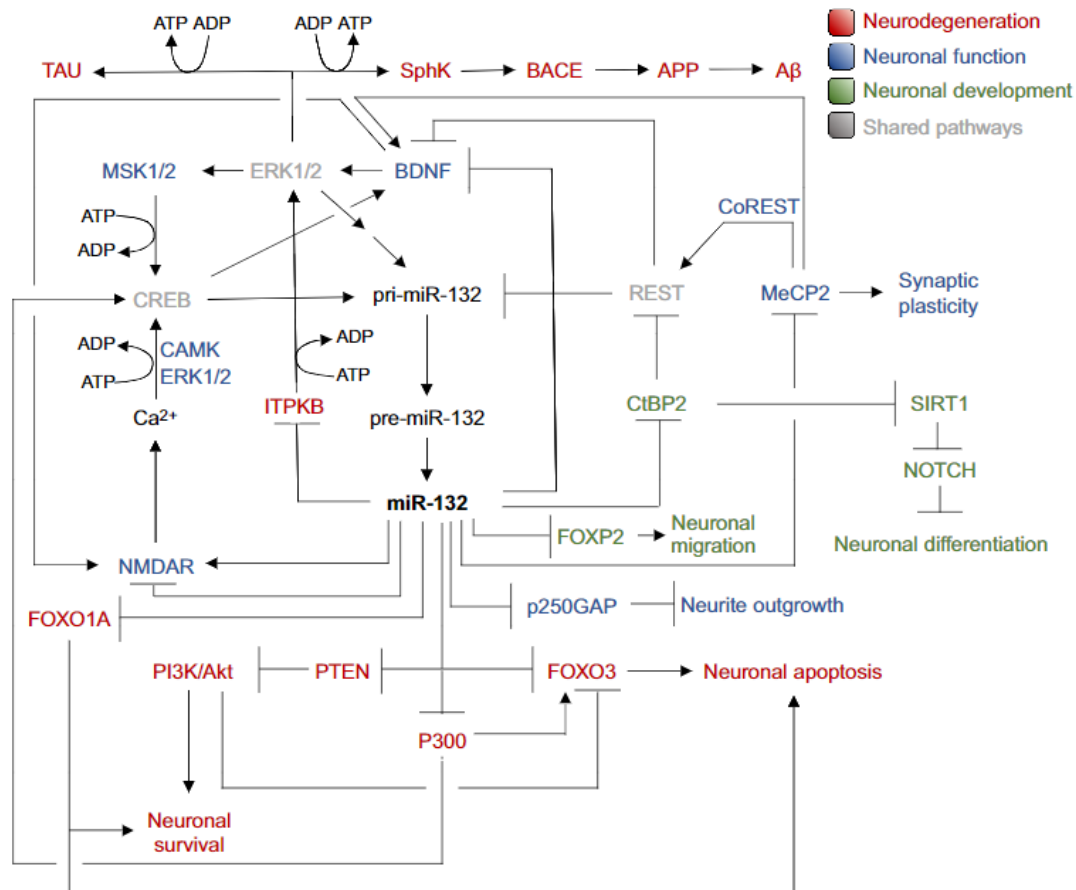 ATP ADP
ADP ATP
Neurodegeneration
Neuronal function
Neuronal development
Shared pathways
TAU
SphK
BACE
APP
Aβ
MSK1/2
ERK1/2
BDNF
CoREST
ATP
ADP
CREB
pri-miR-132
REST
MeCP2
Synaptic
plasticity
ADP
ATP
CAMK
ERK1/2
ADP
ATP
Ca2+
ITPKB
pre-miR-132
CtBP2
SIRT1
NOTCH
miR-132
FOXP2
Neuronal
migration
Neuronal differentiation
NMDAR
FOXO1A
p250GAP
Neurite outgrowth
PI3K/Akt
PTEN
FOXO3
Neuronal apoptosis
P300
Neuronal
survival